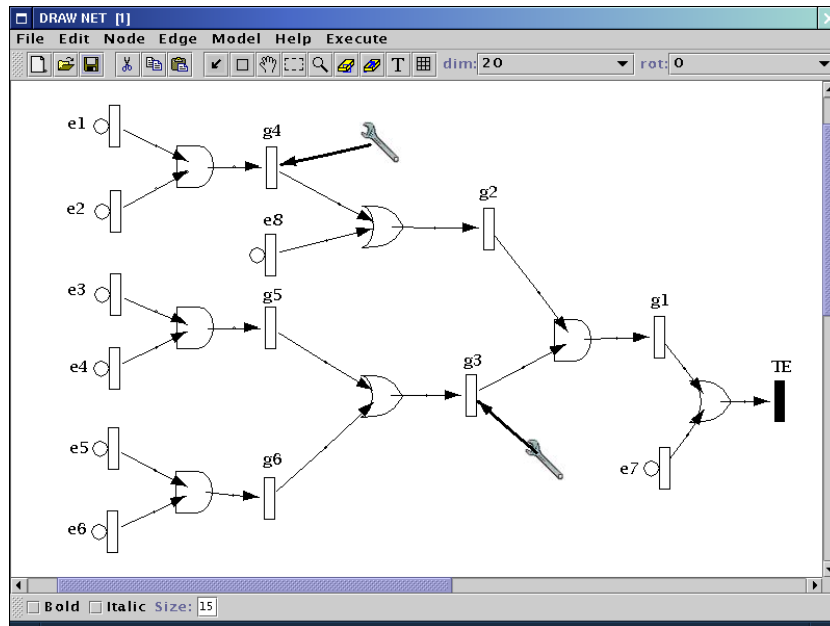 DRAW NET [1]
File Edit Node Edge Model Help Execute
T dim: 20 rot: 0
e1
g4
e2
e8
g2
e3
g5
g1
e4
g3
TE
e5
g6
e7
e6
Bold Italic Size: 15